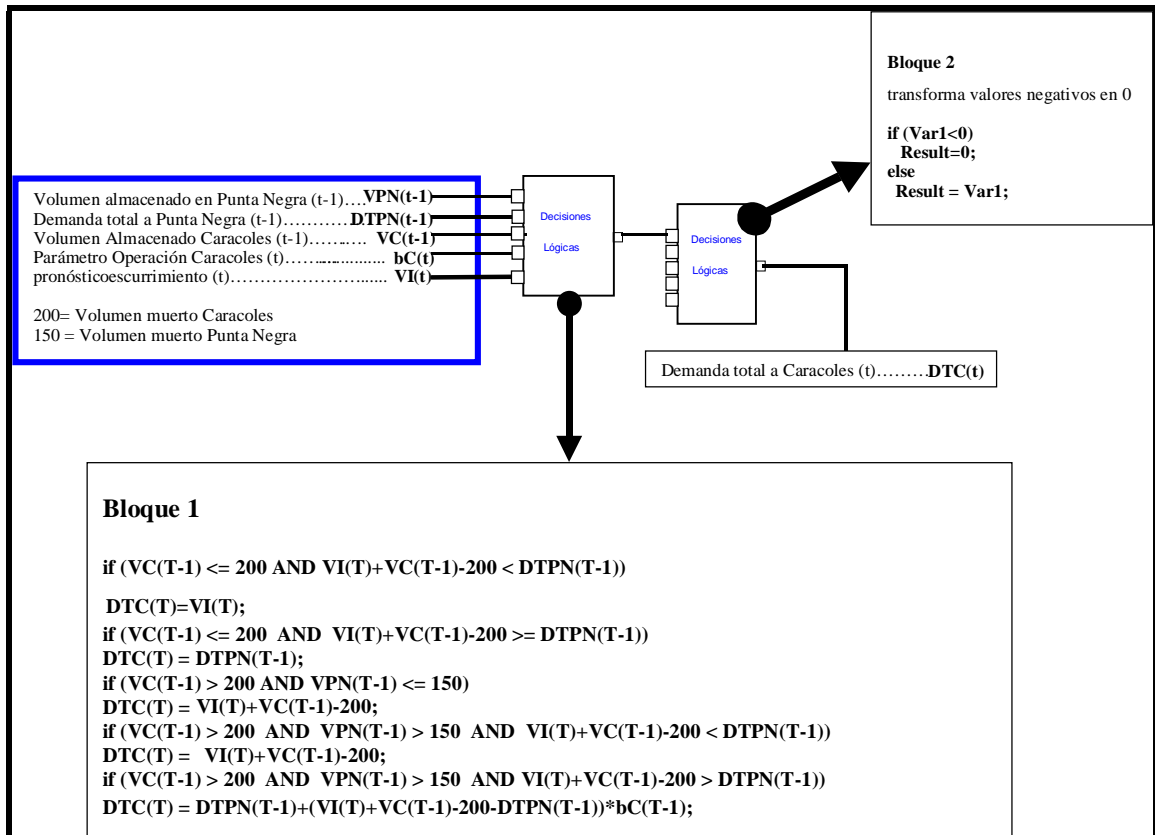 Bloque 2
transforma valores negativos en 0
if (Var1<0)
Result=0;
else
Result = Var1;
Volumen almacenado en Punta Negra (t-1)….VPN(t-1)
Demanda total a Punta Negra (t-1)…………DTPN(t-1)
Volumen Almacenado Caracoles (t-1)……..…. VC(t-1)
Parámetro Operación Caracoles (t)……..…............ bC(t)
pronósticoescurrimiento (t)…………………….….... VI(t)
200= Volumen muerto Caracoles
150 = Volumen muerto Punta Negra
Decisiones
Lógicas
Decisiones
Lógicas
Demanda total a Caracoles (t)………DTC(t)
Bloque 1
if (VC(T-1) <= 200 AND VI(T)+VC(T-1)-200 < DTPN(T-1))
DTC(T)=VI(T);
if (VC(T-1) <= 200 AND VI(T)+VC(T-1)-200 >= DTPN(T-1))
DTC(T) = DTPN(T-1);
if (VC(T-1) > 200 AND VPN(T-1) <= 150)
DTC(T) = VI(T)+VC(T-1)-200;
if (VC(T-1) > 200 AND VPN(T-1) > 150 AND VI(T)+VC(T-1)-200 < DTPN(T-1))
DTC(T) = VI(T)+VC(T-1)-200;
if (VC(T-1) > 200 AND VPN(T-1) > 150 AND VI(T)+VC(T-1)-200 > DTPN(T-1))
DTC(T) = DTPN(T-1)+(VI(T)+VC(T-1)-200-DTPN(T-1))*bC(T-1);